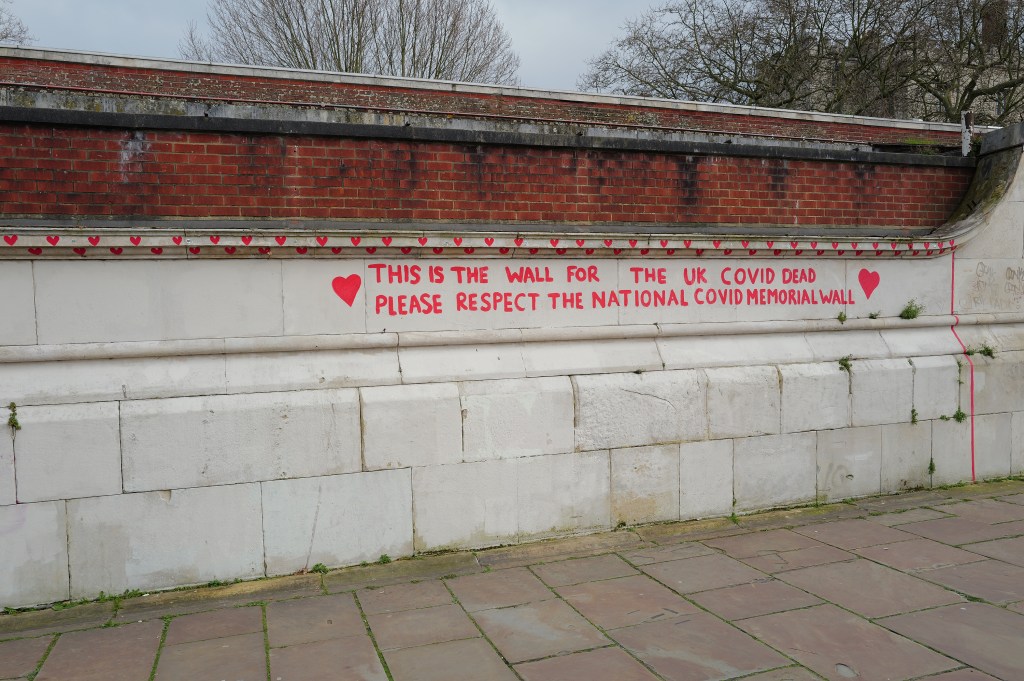 THIS IS THE WALL FOR THE UK COVID DEAD
PLEASE RESPECT THE NATIONAL COVID MEMORIAL WALL